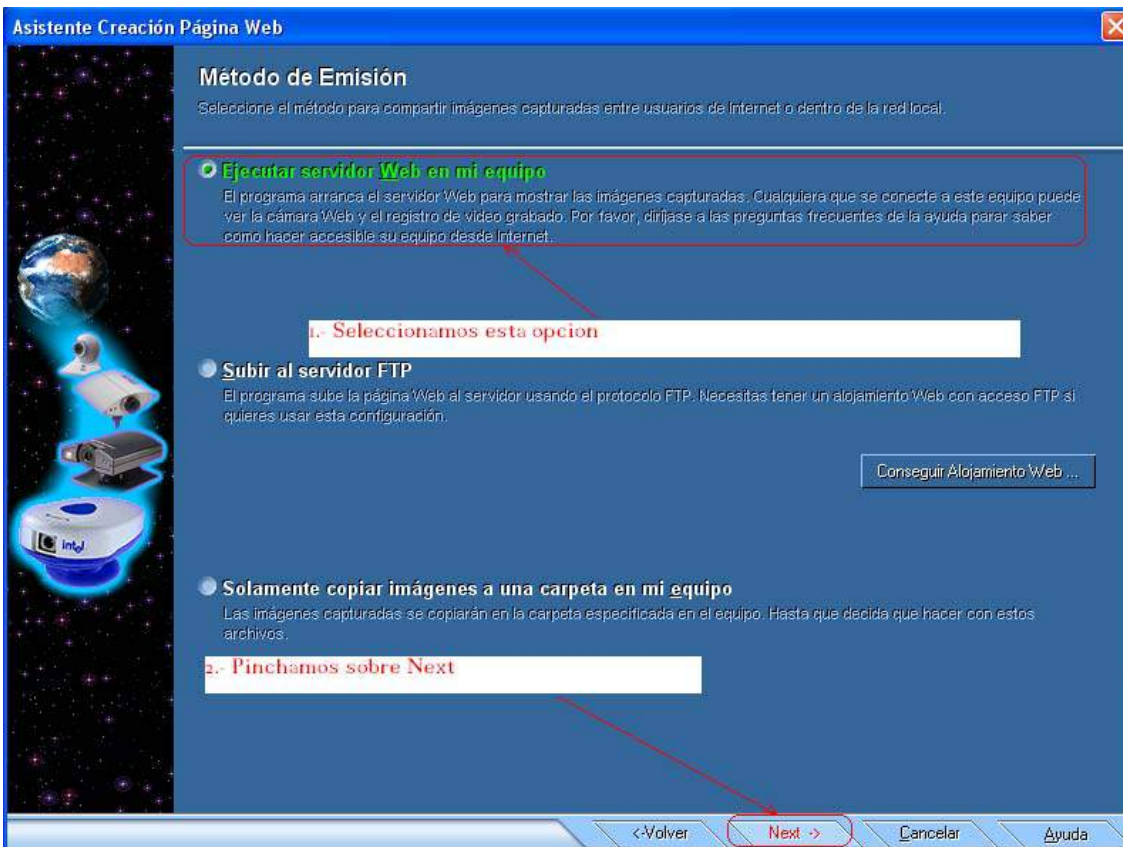 Asistente Creación Página Web
Método de Emisión
Seleccione el método para compartir imágenes capturadas entre usuarios de Internet o dentro de la red local.
Ejecutar servidor Web en mi equipo
El programa arranca el servidor Web para mostrar las imágenes capturadas. Cualquiera que se conecte a este equipo puede
ver la cámara Web y el registro de video grabado. Por favor, diríjase a las preguntas frecuentes de la ayuda parar saber
como hacer accesible su equipo desde Internet.
1.- Seleccionamos esta opcion
Subir al servidor FTP
El programa sube la página Web al servidor usando el protocolo FTP. Necesitas tener un alojamiento Web con acceso FTP si
quieres usar esta configuración.
Conseguir Alojamiento Web ...
intel
Solamente copiar imágenes a una carpeta en mi equipo
Las imágenes capturadas se copiarán en la carpeta especificada en el equipo. Hasta que decida que hacer con estos
archivos.
2.- Pinchamos sobre Next
<-Volver
Next ->
Cancelar
Ayuda